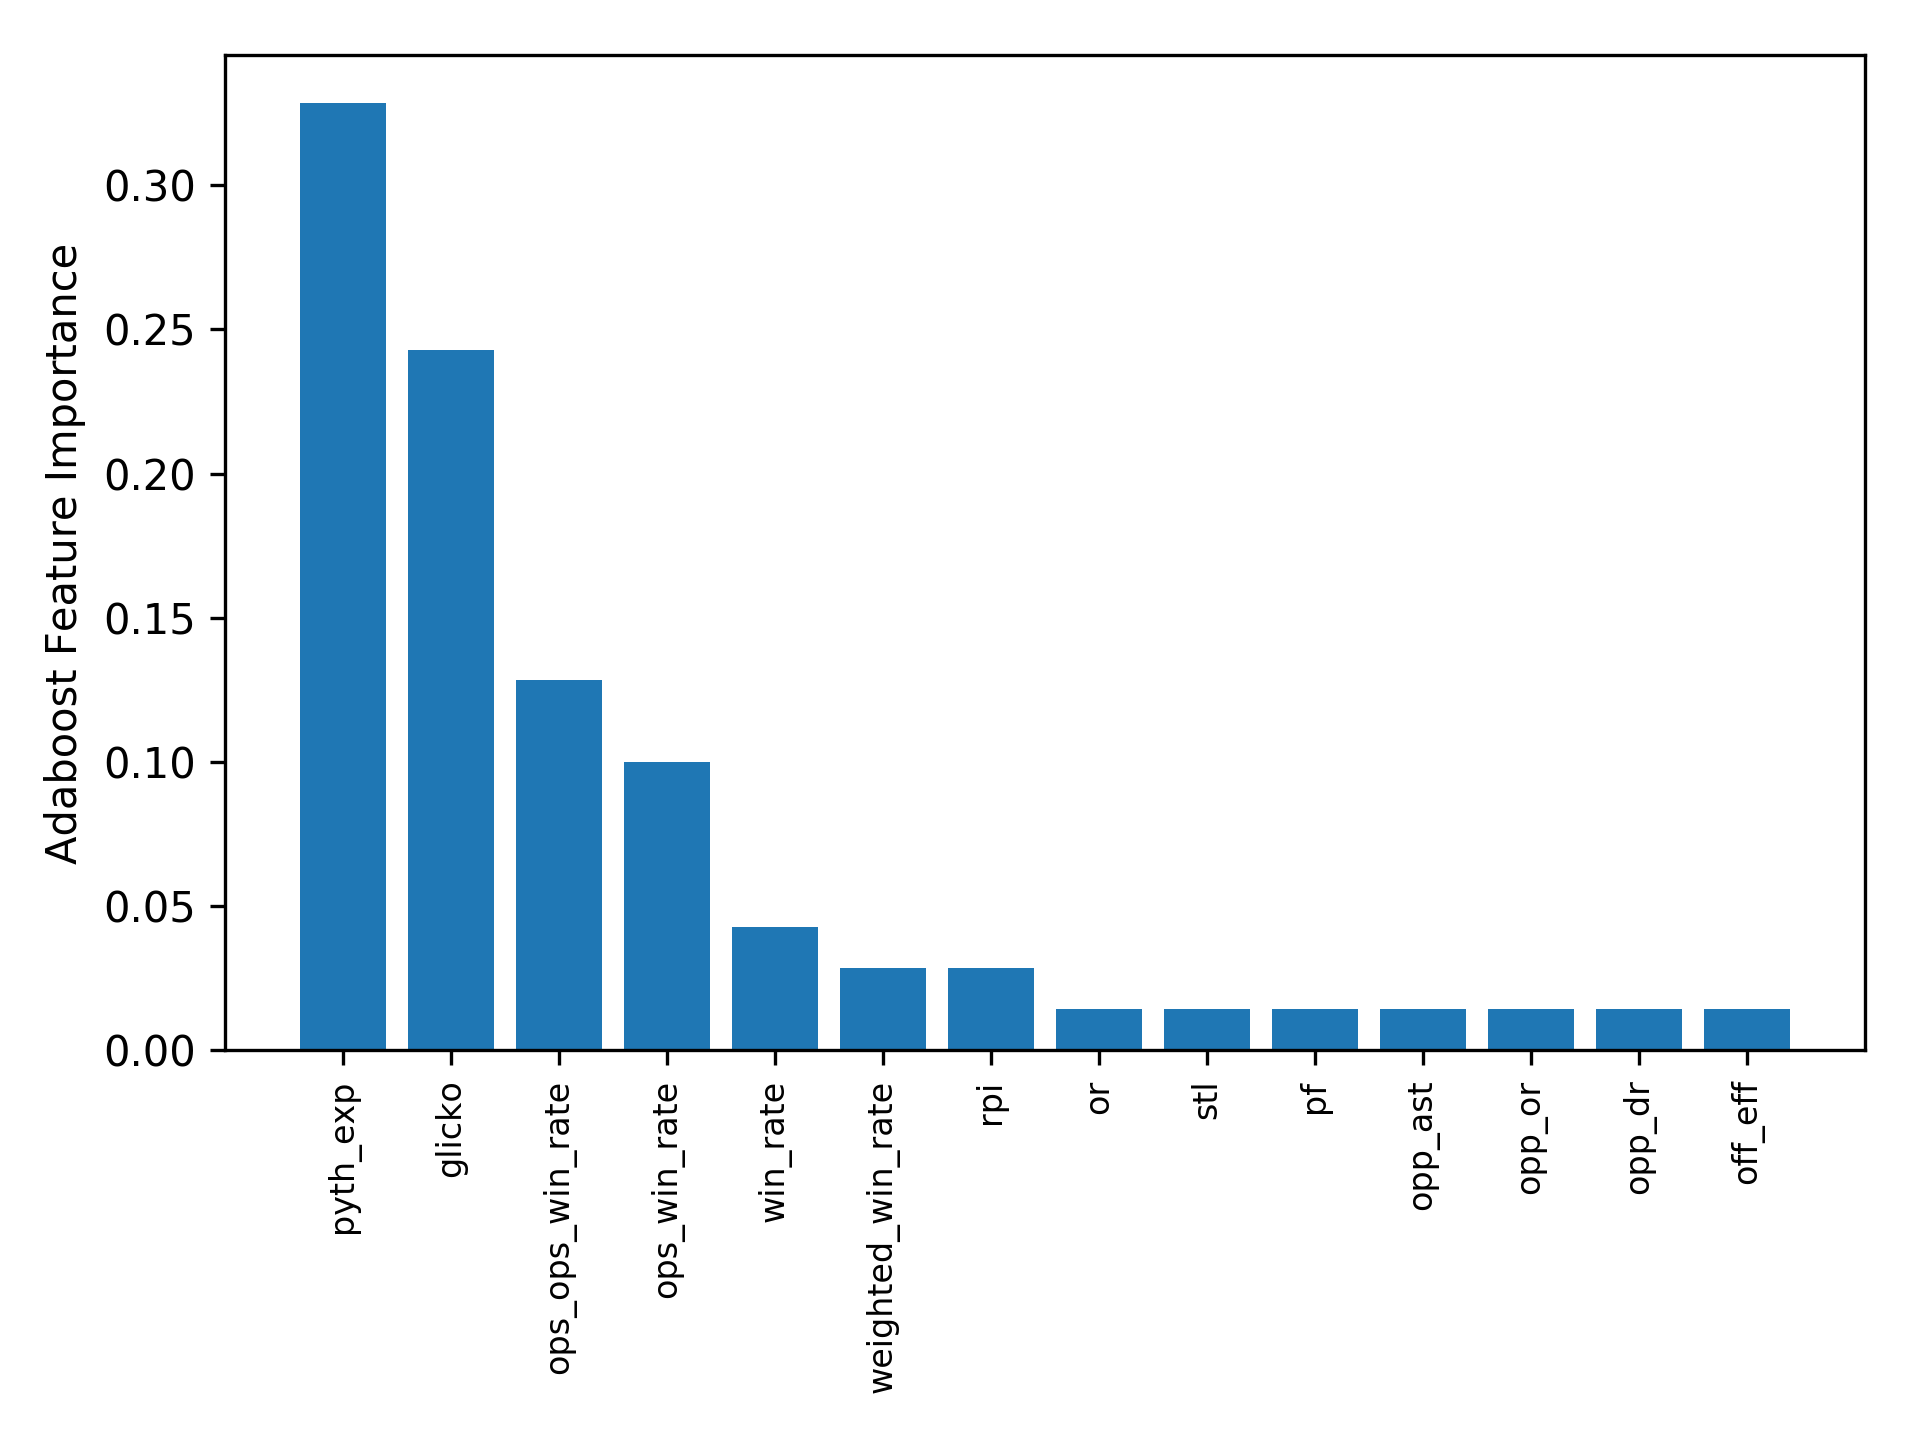 Adaboost Feature Importance
0.30
0.25
0.20
0.15
0.10
0.05
0.00
pyth_exp
glicko
ops_ops_win_rate
ops_win_rate
win_rate
weighted_win_rate
rpi
or
stl
pf
opp_ast
opp_or
opp_dr
off_eff